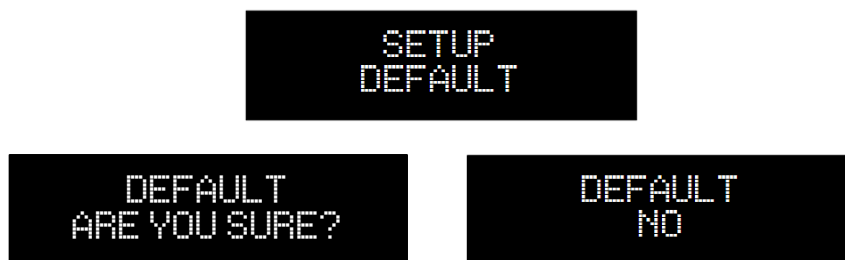 SETUP
DEFAULT
DEFAULT
ARE YOU SURE?
DEFAULT
NO